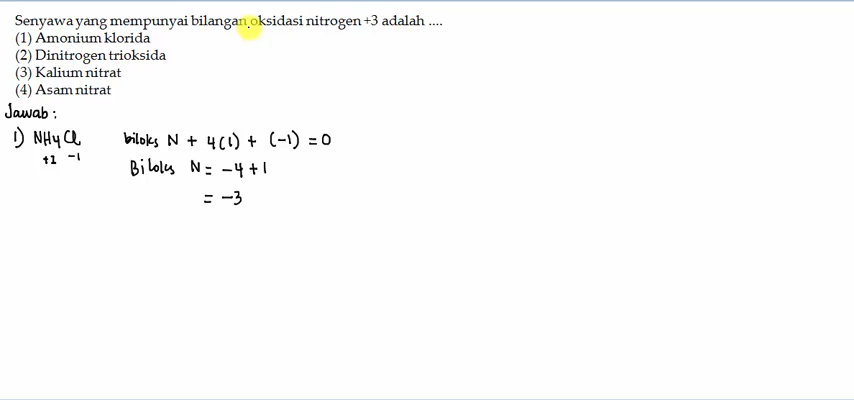 Senyawa yang mempunyai bilangan oksidasi nitrogen +3 adalah ....
(1) Amonium klorida
(2) Dinitrogen trioksida
(3) Kalium nitrat
(4) Asam nitrat
Jawab :
1) NH4Cl biloks N + 4(1) + (-1) = 0
+1 -1 Biloks N = -4 + 1
= -3